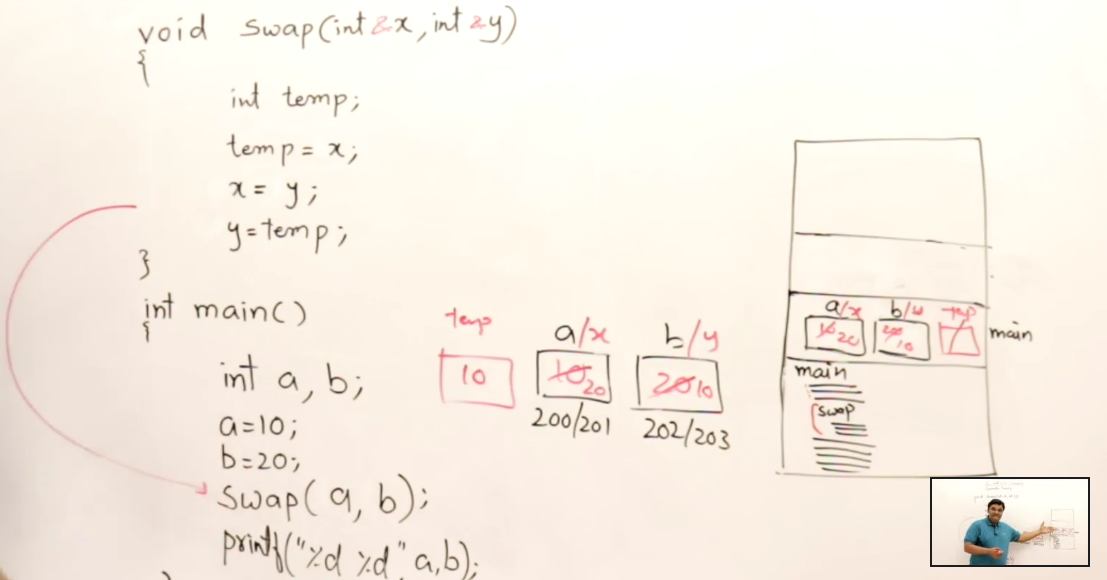 void swap(int &x, int &y)
{
int temp;
temp = x;
x = y;
y=temp;
}
int main()
{
int a, b;
a=10;
b=20;
swap(a, b);
printf("%d %d",a,b);
}
temp a/x b/y
10 10 20 20 10
200/201 202/203
a/x b/y temp
10 20 20 10
main
main
swap